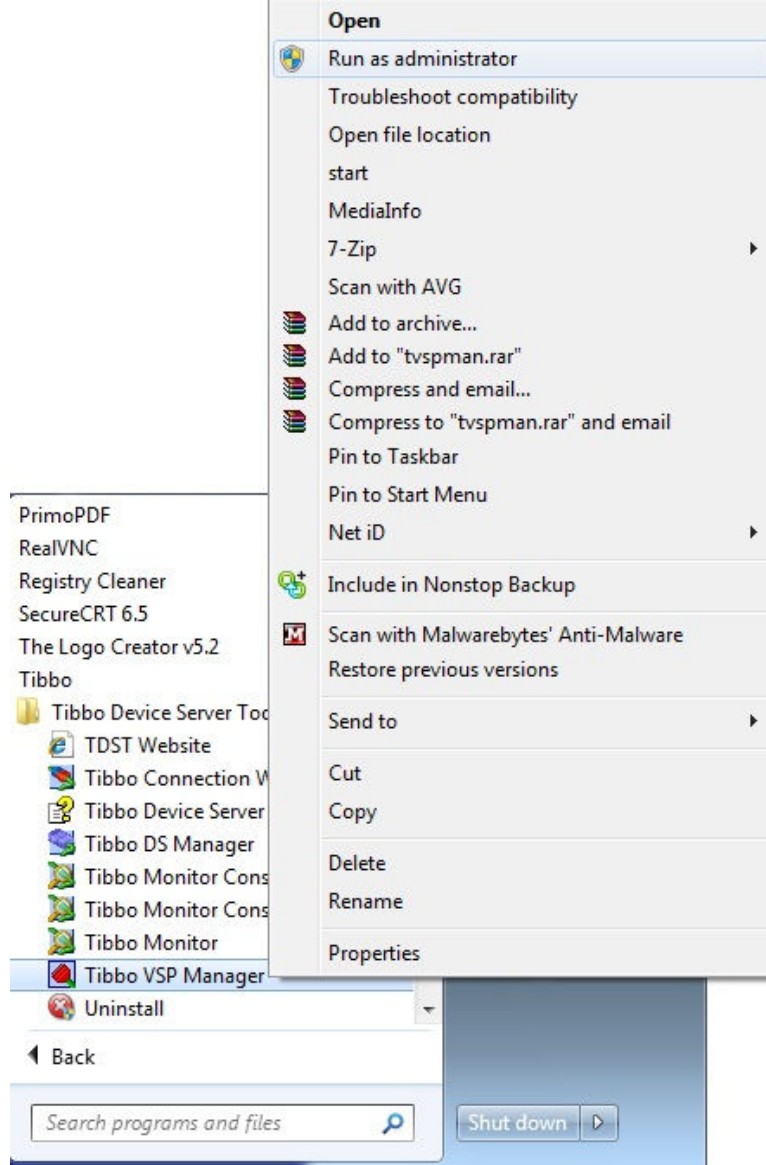 Open
Run as administrator
Troubleshoot compatibility
Open file location
start
MediaInfo
7-Zip
Scan with AVG
Add to archive...
Add to "tvspman.rar"
Compress and email...
Compress to "tvspman.rar" and email
Pin to Taskbar
Pin to Start Menu
Net iD
Include in Nonstop Backup
Scan with Malwarebytes' Anti-Malware
Restore previous versions
Send to
Cut
Copy
Delete
Rename
Properties
PrimoPDF
RealVNC
Registry Cleaner
SecureCRT 6.5
The Logo Creator v5.2
Tibbo
Tibbo Device Server Too
TDST Website
Tibbo Connection W
Tibbo Device Server
Tibbo DS Manager
Tibbo Monitor Cons
Tibbo Monitor Cons
Tibbo Monitor
Tibbo VSP Manager
Uninstall
Back
Search programs and files
Shut down